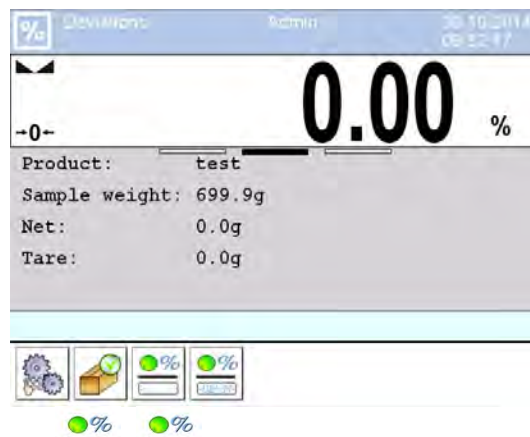 % Deviations Admin
0.00 %
→0←
Product: test
Sample weight: 699.9g
Net: 0.0g
Tare: 0.0g
% %
% %